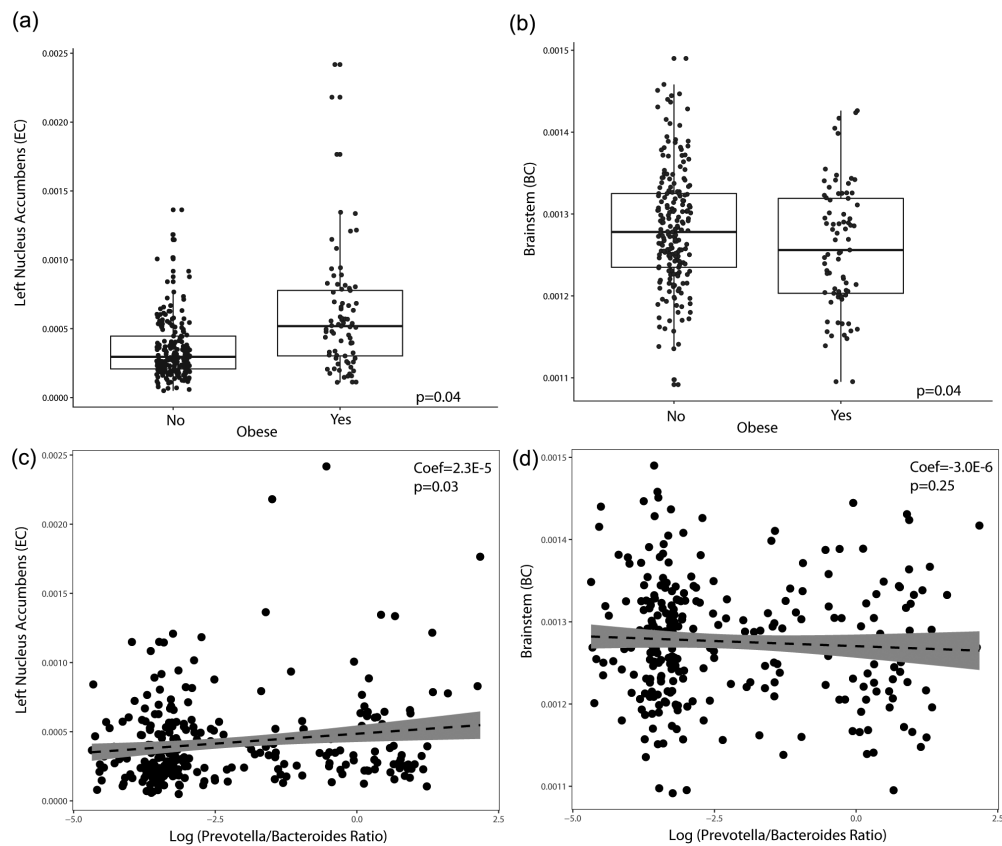 (a)
Left Nucleus Accumbens (EC)
0.0025
0.0020
0.0015
0.0010
0.0005
0.0000
No
Yes
Obese
p=0.04
(b)
Brainstem (BC)
0.0015
0.0014
0.0013
0.0012
0.0011
No
Yes
Obese
p=0.04
(c)
Left Nucleus Accumbens (EC)
0.0025
0.0020
0.0015
0.0010
0.0005
0.0000
Coef=2.3E-5
p=0.03
−5.0
−2.5
0.0
2.5
Log (Prevotella/Bacteroides Ratio)
(d)
Brainstem (BC)
0.0015
0.0014
0.0013
0.0012
0.0011
Coef=-3.0E-6
p=0.25
−5.0
−2.5
0.0
2.5
Log (Prevotella/Bacteroides Ratio)